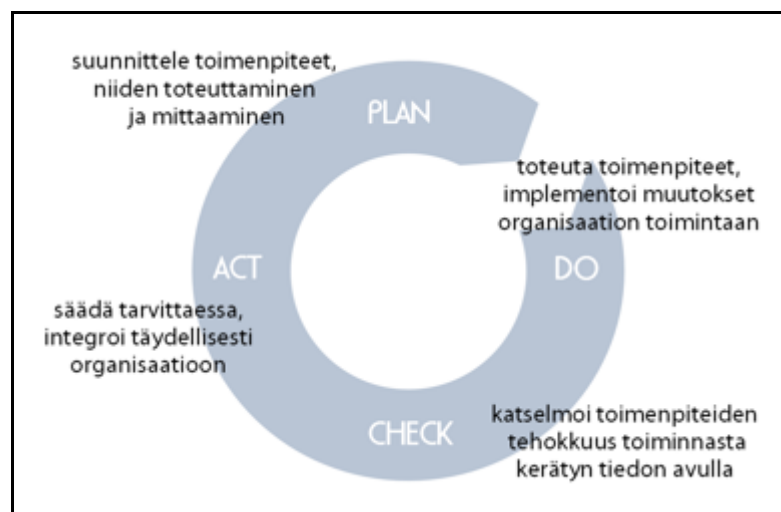 suunnittele toimenpiteet,
niiden toteuttaminen
ja mittaaminen
PLAN
toteuta toimenpiteet,
implementoi muutokset
organisaation toimintaan
DO
katselmoi toimenpiteiden
tehokkuus toiminnasta
kerätyn tiedon avulla
CHECK
säädä tarvittaessa,
integroi täydellisesti
organisaatioon
ACT